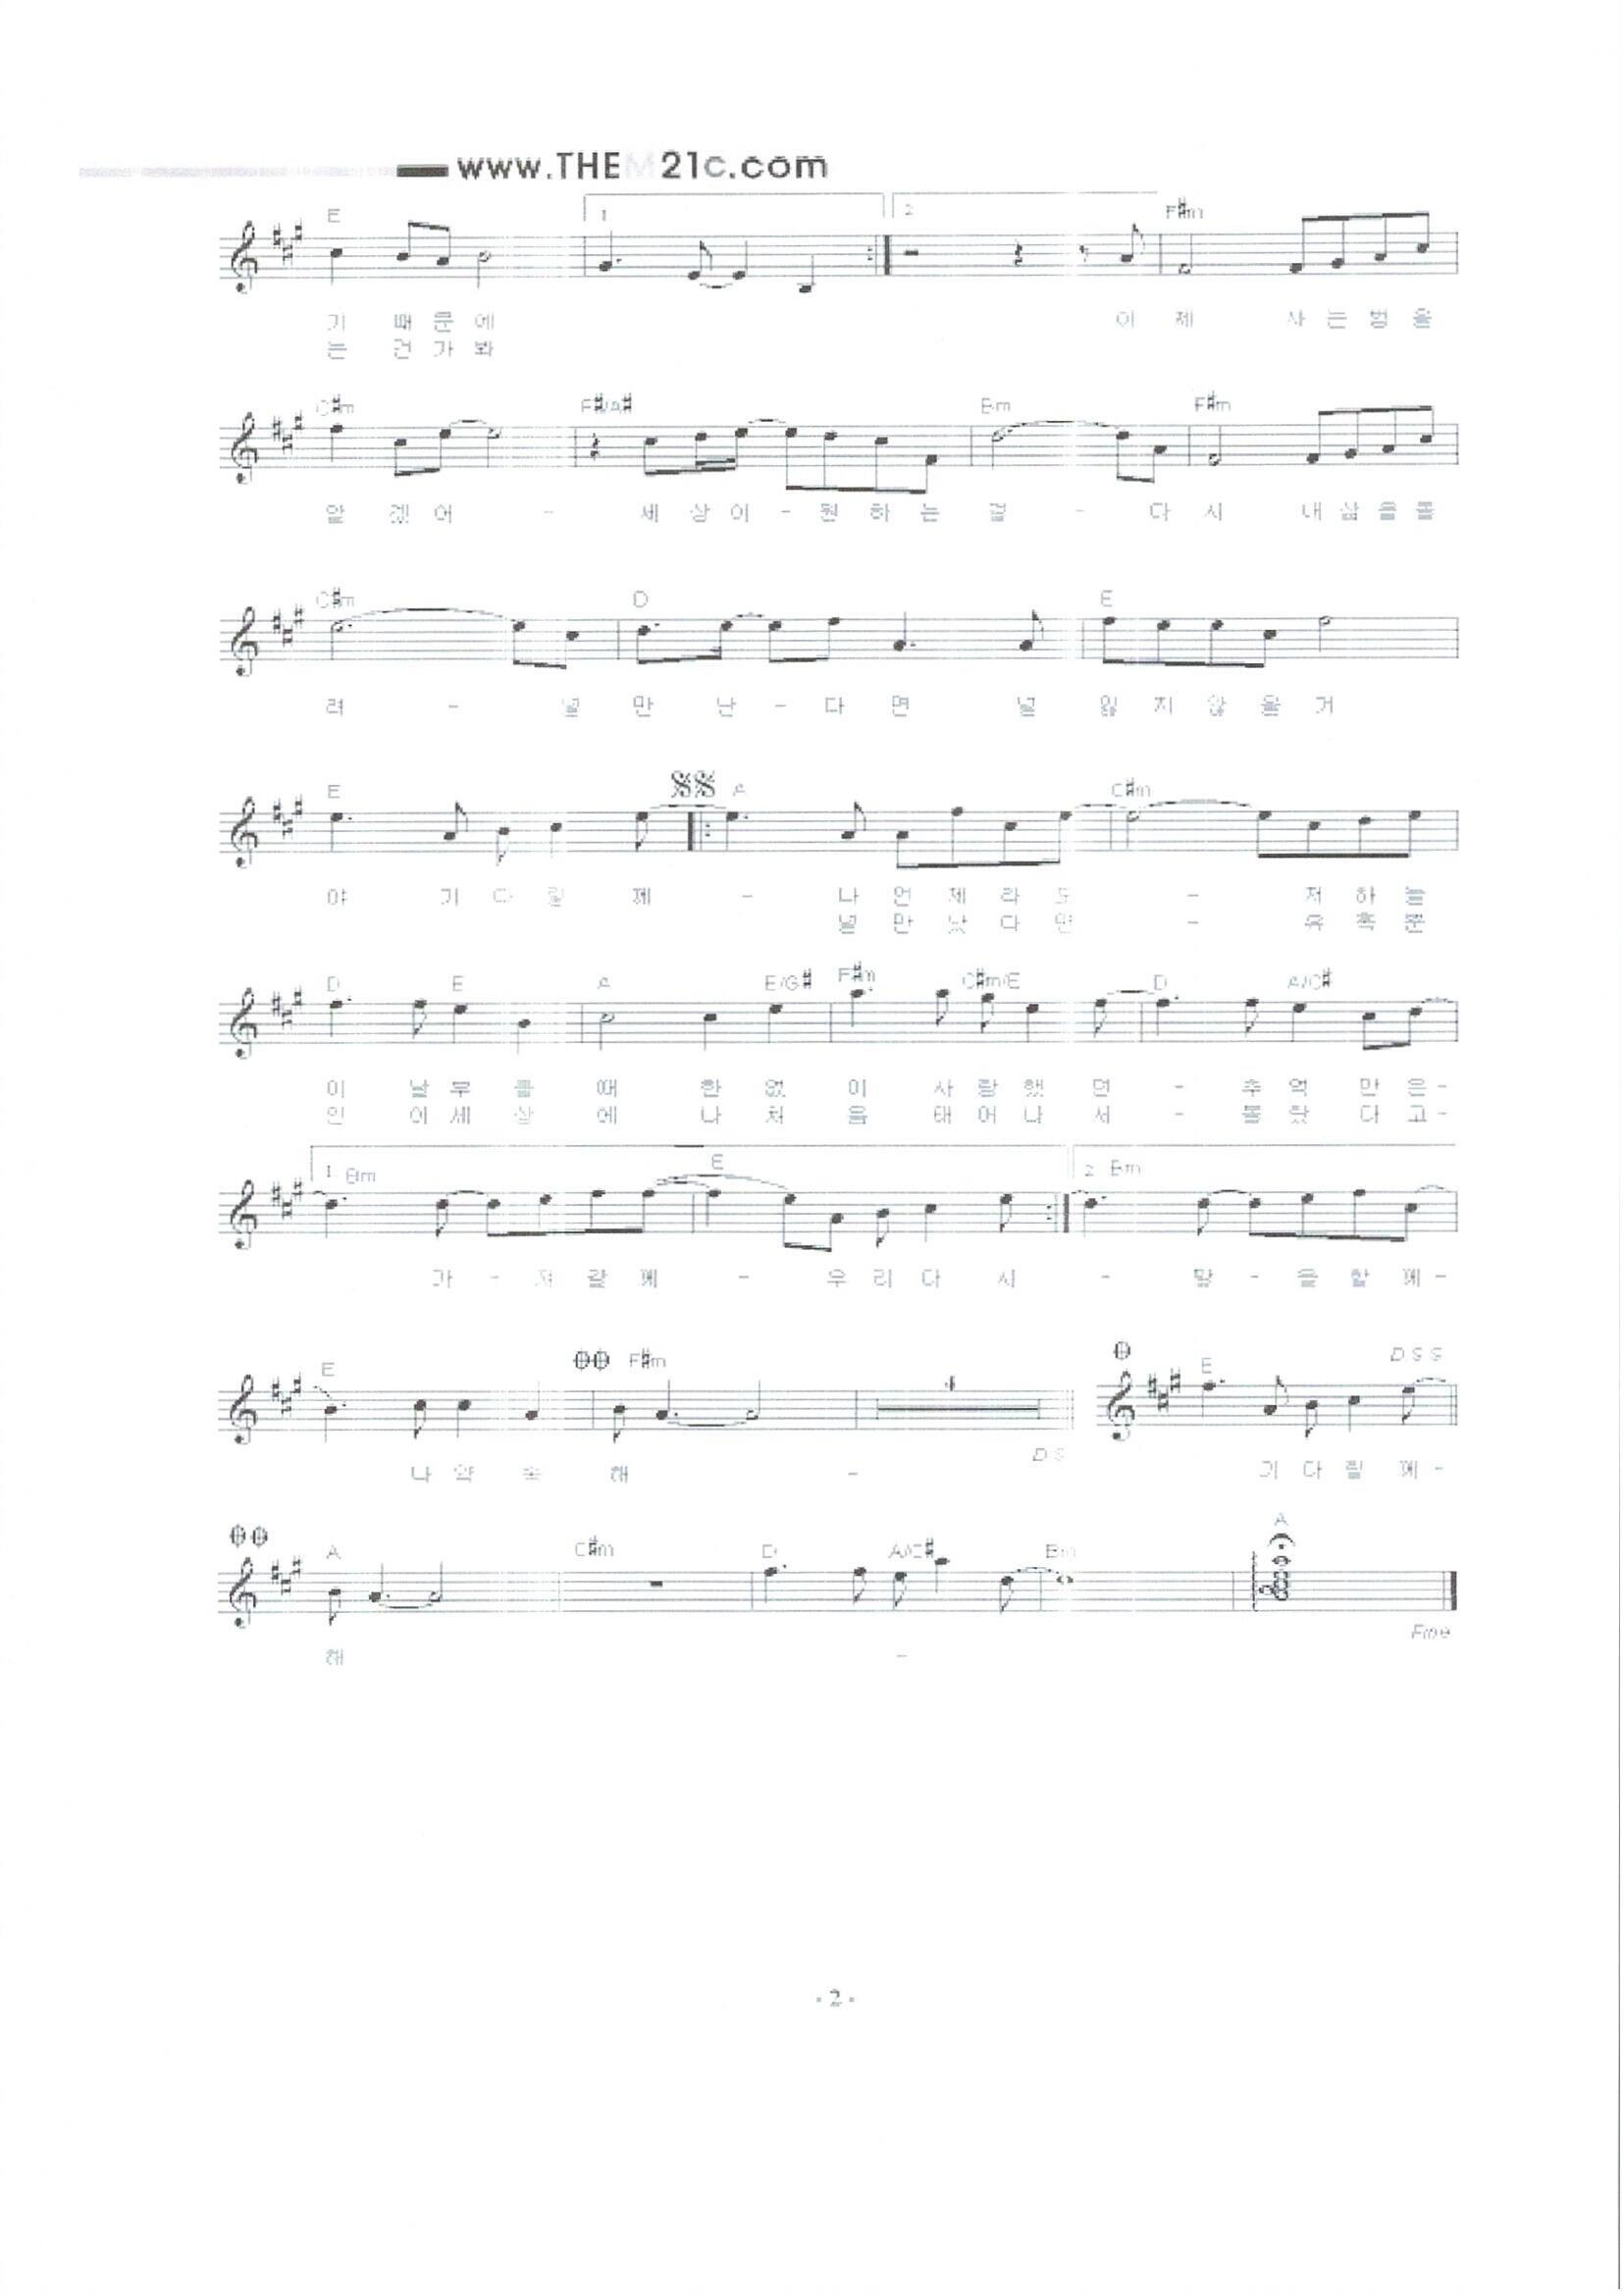 www.THEM21c.com
E 1 2 F#m
기 때 문 에 이 제 사 는 법 을
는 건 가 봐
C#m F#/A# Bm F#m
알 겠 어 - 세 상 이 - 원 하 는 걸 - 다 시 내 삶 을 돌
C#m D E
려 - 널 만 난 - 다 면 널 잃 지 않 을 거
E A C#m
야 기 다 릴 께 - 나 언 제 라 도 - 저 하 늘
널 만 났 다 면 - 유 혹 뿐
D E A E/G# F#m C#m/E D A/C#
이 날 부 를 때 한 없 이 사 랑 했 던 - 추 억 만 은 -
인 이 세 상 에 나 처 음 태 어 나 서 - 몰 랐 다 고 -
1. Bm E 2. Bm
가 - 져 갈 께 - 우 리 다 시 - 말 - 을 할 께 -
E F#m 4 E D.S.S
D.S
나 약 속 해 - 기 다 릴 께 -
A C#m D A/C# Bm A
Fine
해 -
- 2 -